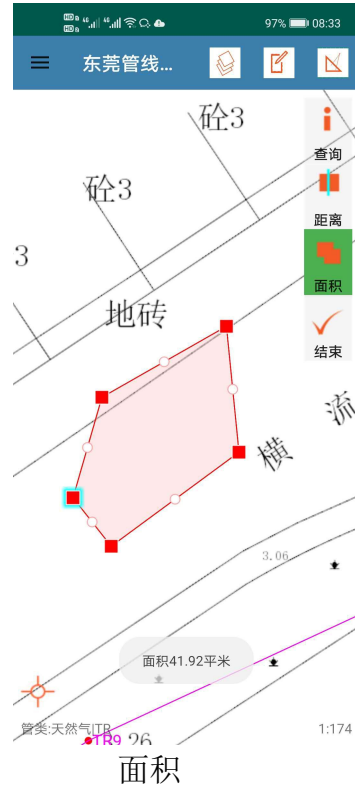 97% 08:33
东莞管线...
砼3
查询
砼3
距离
3
面积
地砖
结束
流
横
3.06
面积41.92平米
管类:天然气|TR
1:174
TR9 26
面积